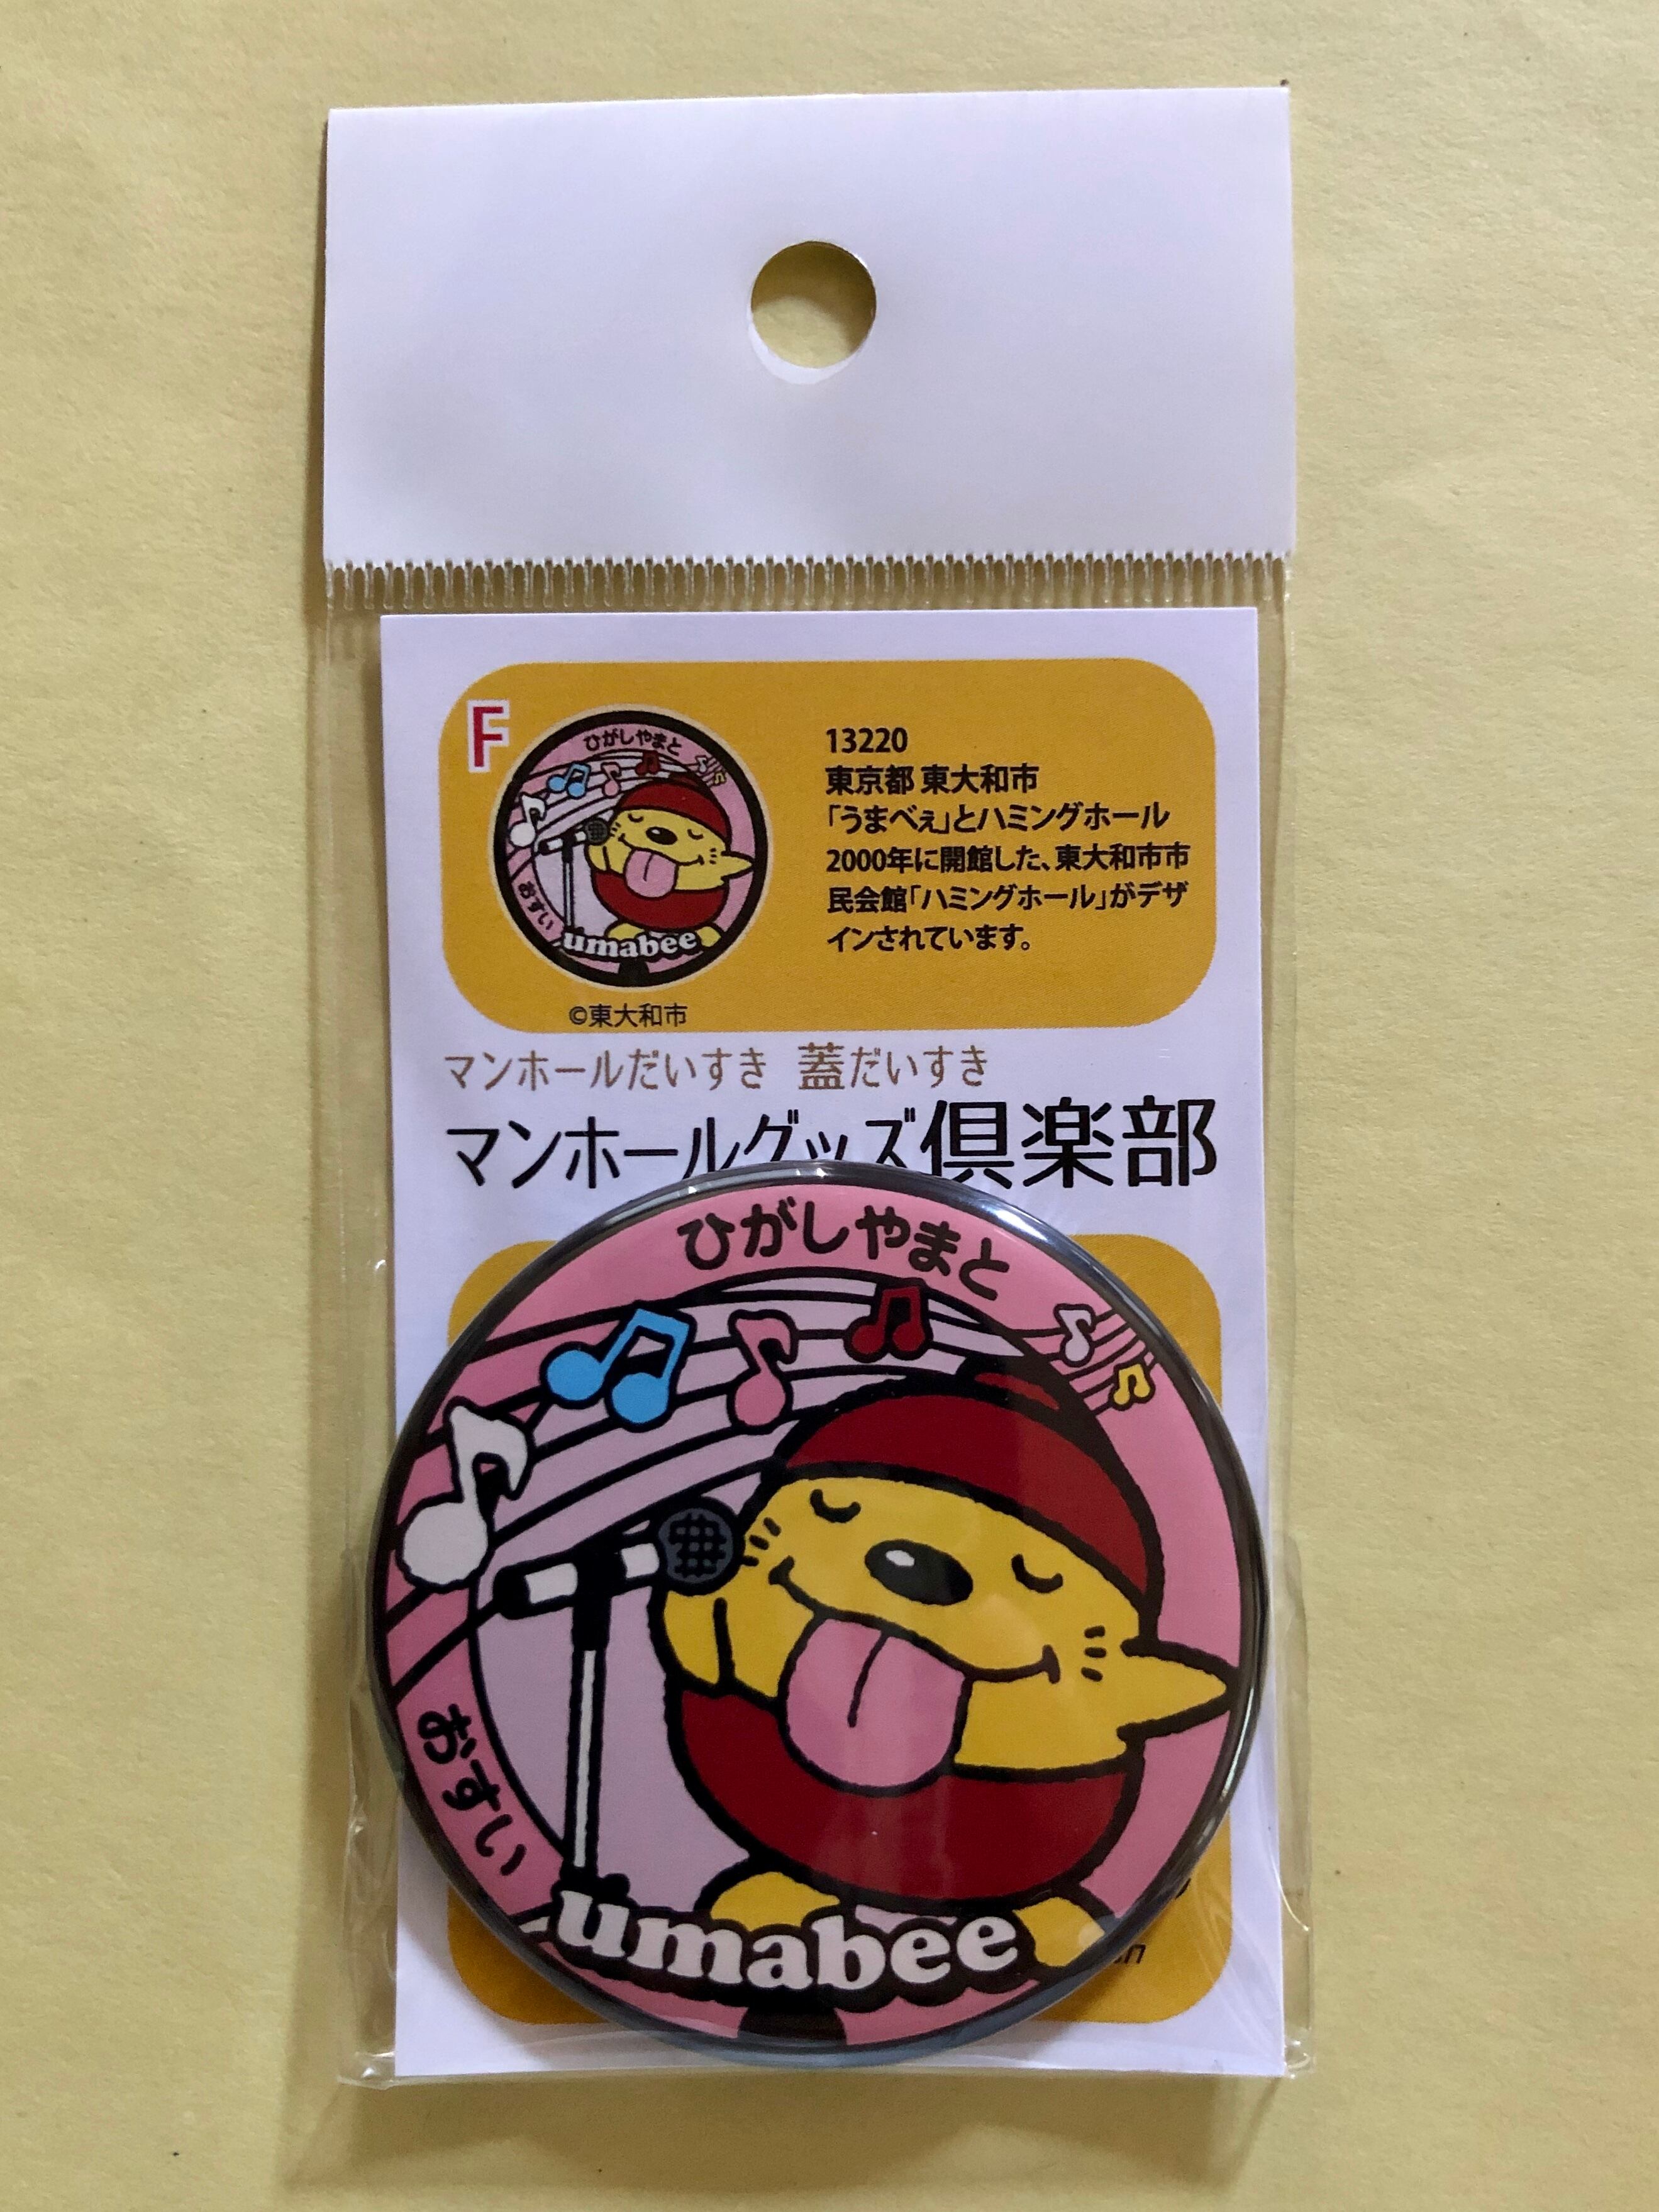 F
ひがしやまと
おすい
umabee
©東大和市
13220
東京都 東大和市
「うまべぇ」とハミングホール
2000年に開館した、東大和市市
民会館「ハミングホール」がデザ
インされています。
マンホールだいすき 蓋だいすき
マンホールグッズ倶楽部
ひがしやまと
おすい
umabee